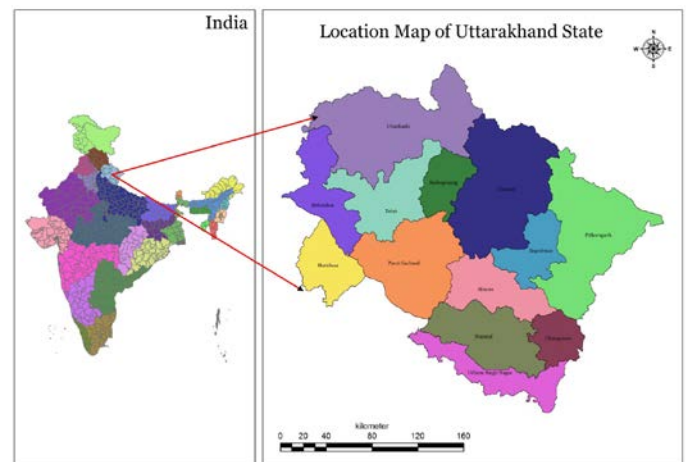 India
Location Map of Uttarakhand State
N
W E
S
Uttarkashi
Rudraprayag
Chamoli
Dehradun
Tehri
Bageshwar
Pithoragarh
Haridwar
Pauri Garhwal
Almora
Nainital
Champawat
Udham Singh Nagar
kilometer
0 20 40 80 120 160